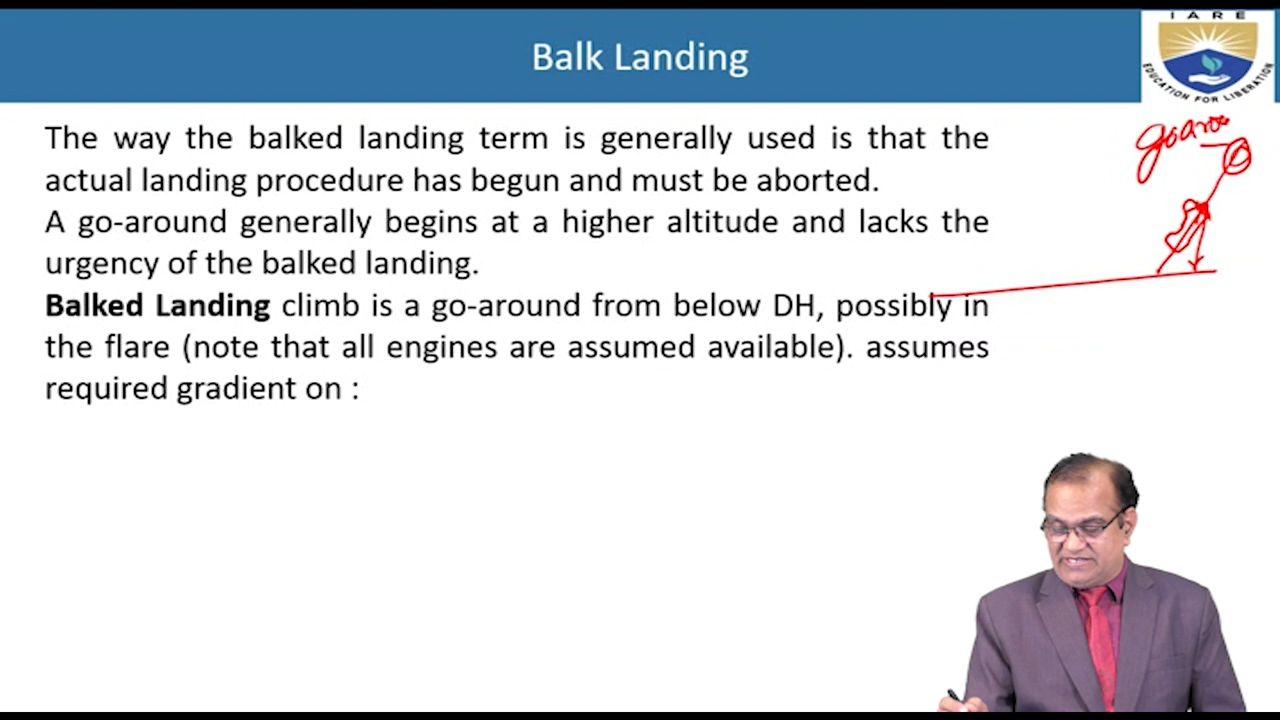 IARE
EDUCATION FOR LIBERATION
Balk Landing
The way the balked landing term is generally used is that the
actual landing procedure has begun and must be aborted.
A go-around generally begins at a higher altitude and lacks the
urgency of the balked landing.
Balked Landing climb is a go-around from below DH, possibly in
the flare (note that all engines are assumed available). assumes
required gradient on :